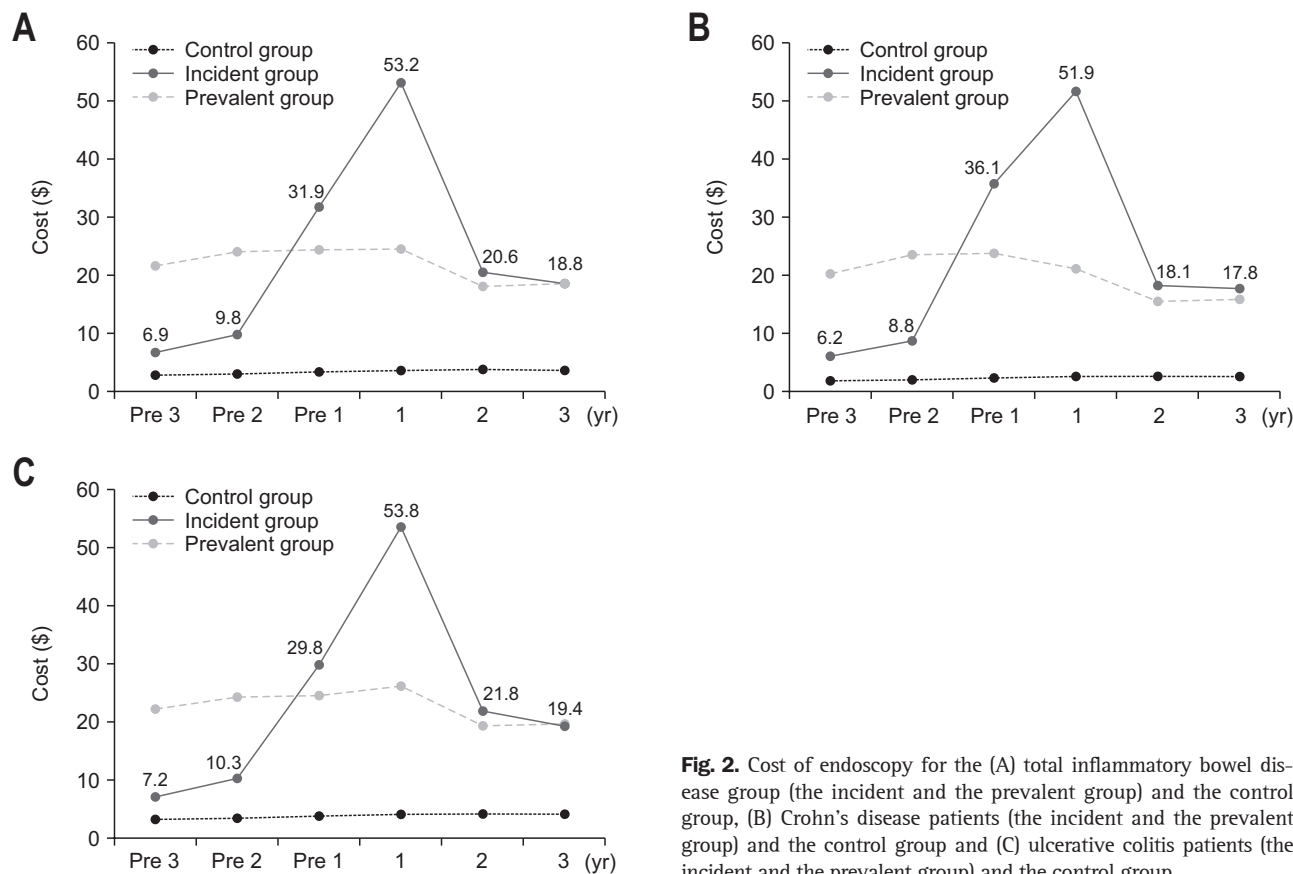 A
60
50
40
30
20
10
0
Cost ($)
Control group
Incident group
Prevalent group
6.9
9.8
31.9
53.2
20.6
18.8
Pre 3 Pre 2 Pre 1 1 2 3 (yr)
B
60
50
40
30
20
10
0
Cost ($)
Control group
Incident group
Prevalent group
6.2
8.8
36.1
51.9
18.1
17.8
Pre 3 Pre 2 Pre 1 1 2 3 (yr)
C
60
50
40
30
20
10
0
Cost ($)
Control group
Incident group
Prevalent group
7.2
10.3
29.8
53.8
21.8
19.4
Pre 3 Pre 2 Pre 1 1 2 3 (yr)
Fig. 2. Cost of endoscopy for the (A) total inflammatory bowel dis-
ease group (the incident and the prevalent group) and the control
group, (B) Crohn's disease patients (the incident and the prevalent
group) and the control group and (C) ulcerative colitis patients (the
incident and the prevalent group) and the control group.